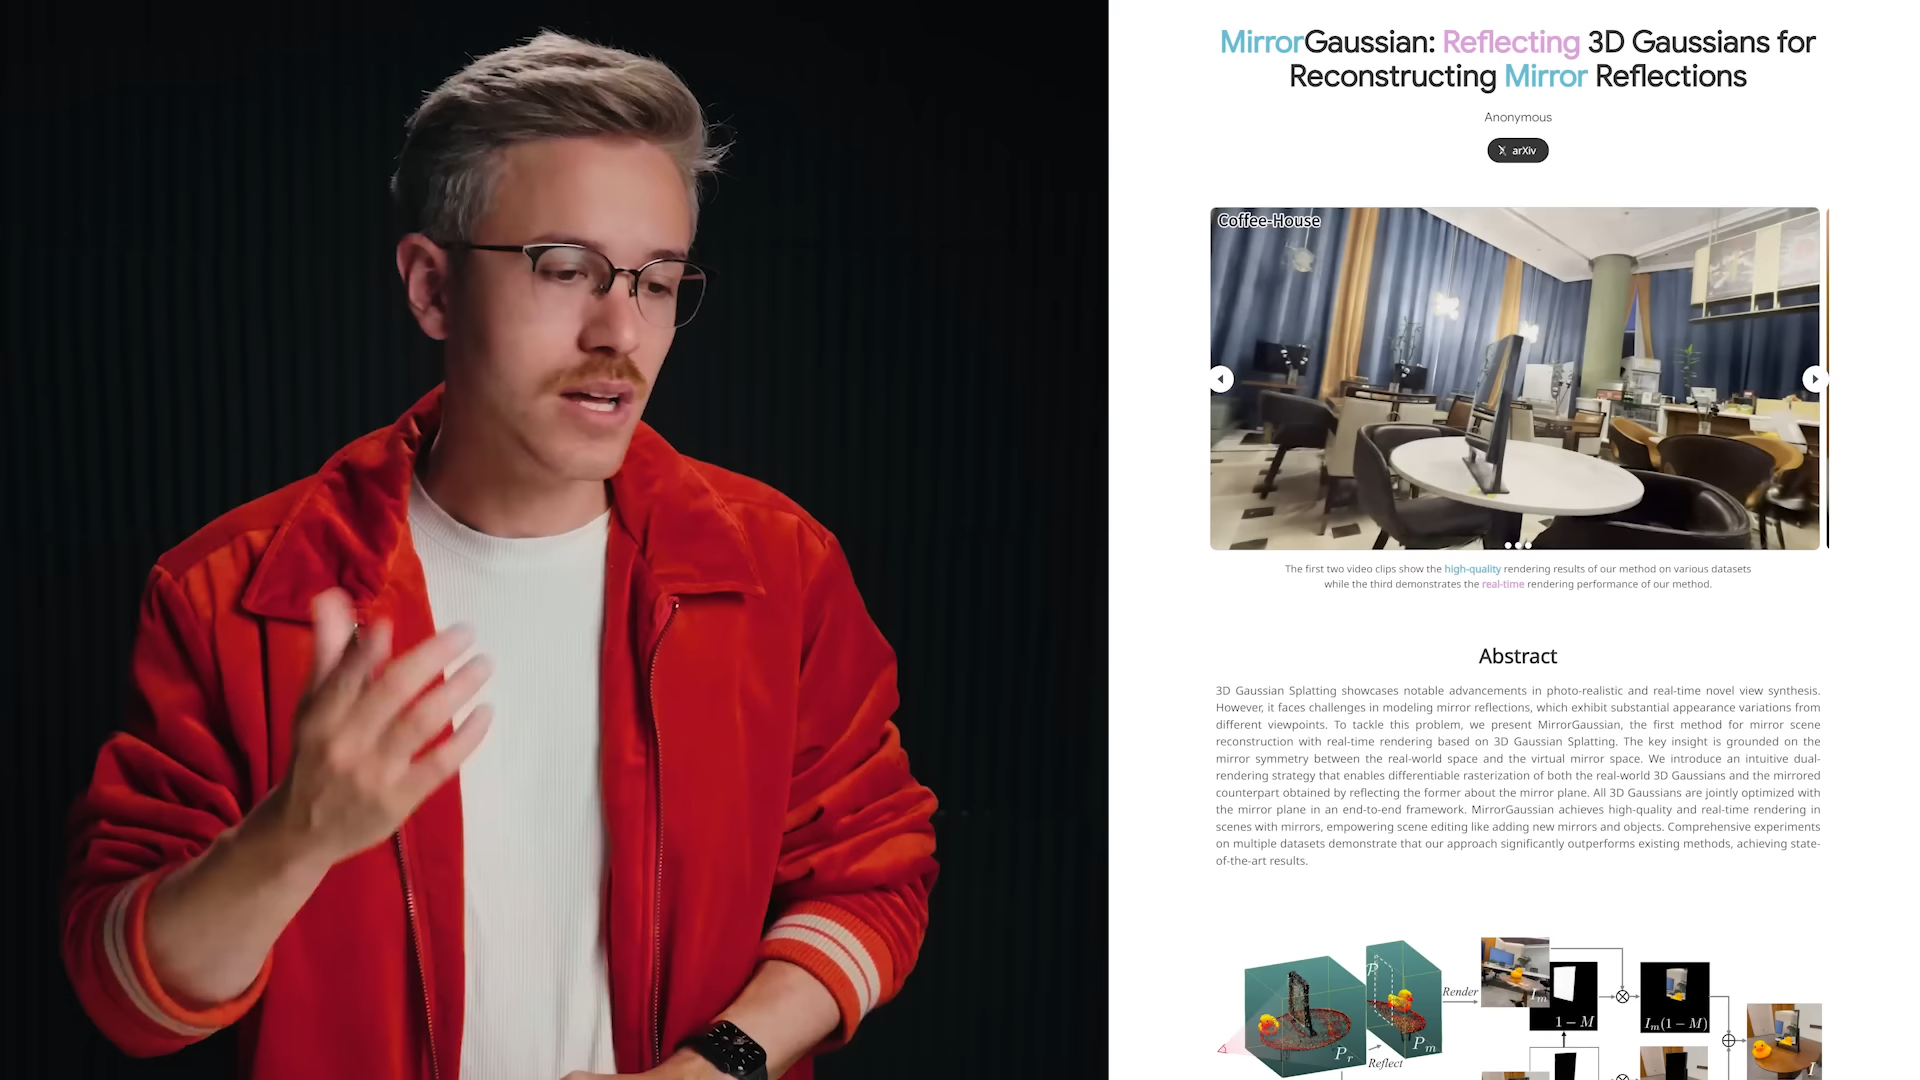 MirrorGaussian: Reflecting 3D Gaussians for
Reconstructing Mirror Reflections
Anonymous
arXiv
Coffee-House
The first two video clips show the high-quality rendering results of our method on various datasets
while the third demonstrates the real-time rendering performance of our method.
Abstract
3D Gaussian Splatting showcases notable advancements in photo-realistic and real-time novel view synthesis.
However, it faces challenges in modeling mirror reflections, which exhibit substantial appearance variations from
different viewpoints. To tackle this problem, we present MirrorGaussian, the first method for mirror scene
reconstruction with real-time rendering based on 3D Gaussian Splatting. The key insight is grounded on the
mirror symmetry between the real-world space and the virtual mirror space. We introduce an intuitive dual-
rendering strategy that enables differentiable rasterization of both the real-world 3D Gaussians and the mirrored
counterpart obtained by reflecting the former about the mirror plane. All 3D Gaussians are jointly optimized with
the mirror plane in an end-to-end framework. MirrorGaussian achieves high-quality and real-time rendering in
scenes with mirrors, empowering scene editing like adding new mirrors and objects. Comprehensive experiments
on multiple datasets demonstrate that our approach significantly outperforms existing methods, achieving state-
of-the-art results.
P
Render
I_m
1 − M
I_m(1−M)
P_r
Reflect
P_m
I